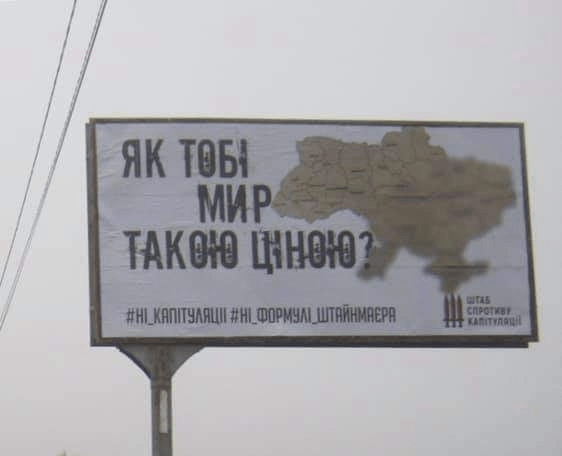 ЯК ТОБІ
МИР
ТАКОЮ ЦІНОЮ?
#НІ_КАПІТУЛЯЦІЇ #НІ_ФОРМУЛІ_ШТАЙНМАЄРА
ШТАБ
СПРОТИВУ
КАПІТУЛЯЦІЇ